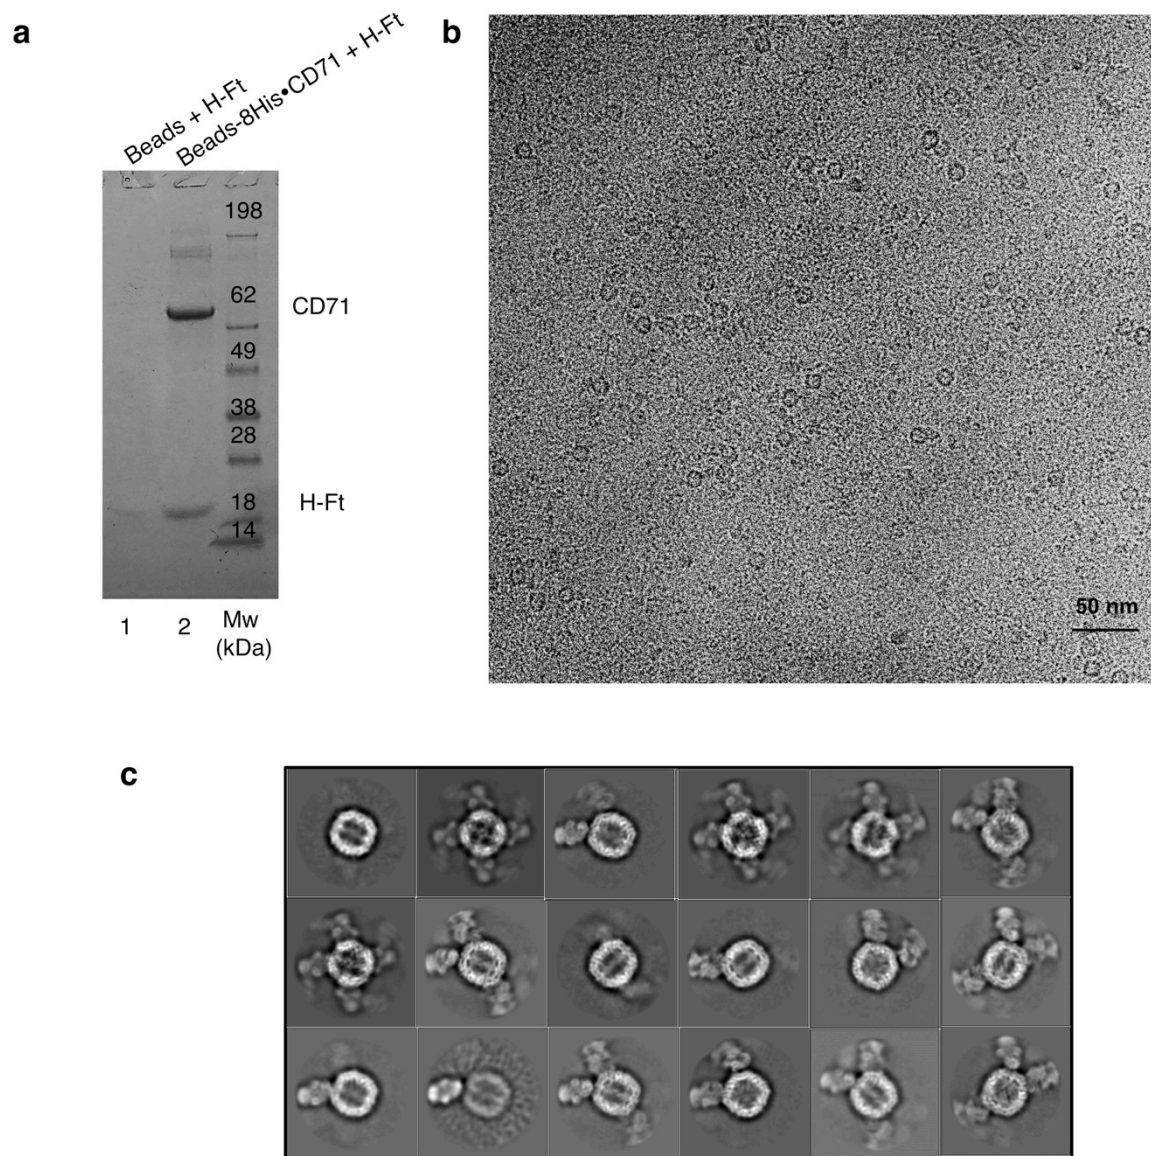 a
b
Beads + H-Ft
Beads-8His•CD71 + H-Ft
198
62
CD71
49
38
28
18
H-Ft
14
1
2
Mw
(kDa)
50 nm
c